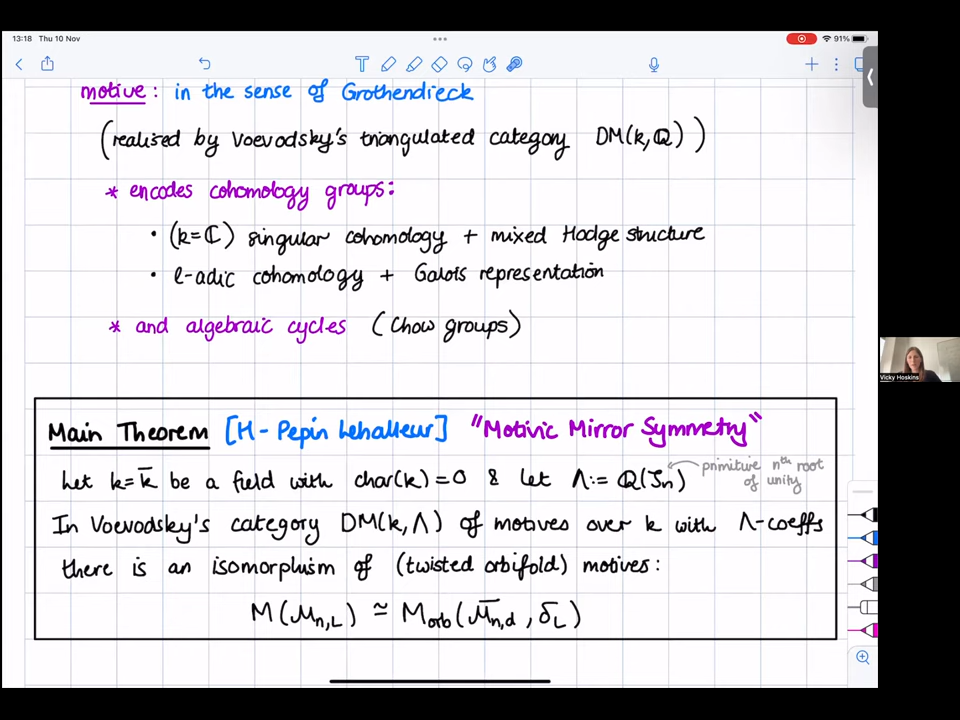 13:18 Thu 10 Nov
91%
motive: in the sense of Grothendieck
(realised by Voevodsky's triangulated category DM(k,ℚ))
* encodes cohomology groups:
• (k=ℂ) singular cohomology + mixed Hodge structure
• ℓ-adic cohomology + Galois representation
* and algebraic cycles (Chow groups)
Main Theorem [H-Pepin Lehalleur] "Motivic Mirror Symmetry"
Let k=k̄ be a field with char(k)=0 & let Λ:= ℚ(ζn) ← primitive nth root of unity
In Voevodsky's category DM(k,Λ) of motives over k with Λ-coeffs
there is an isomorphism of (twisted orbifold) motives:
M(ℳn,L) ≃ Morb(ℳ̄n,d, δL)
Vicky Hoskins